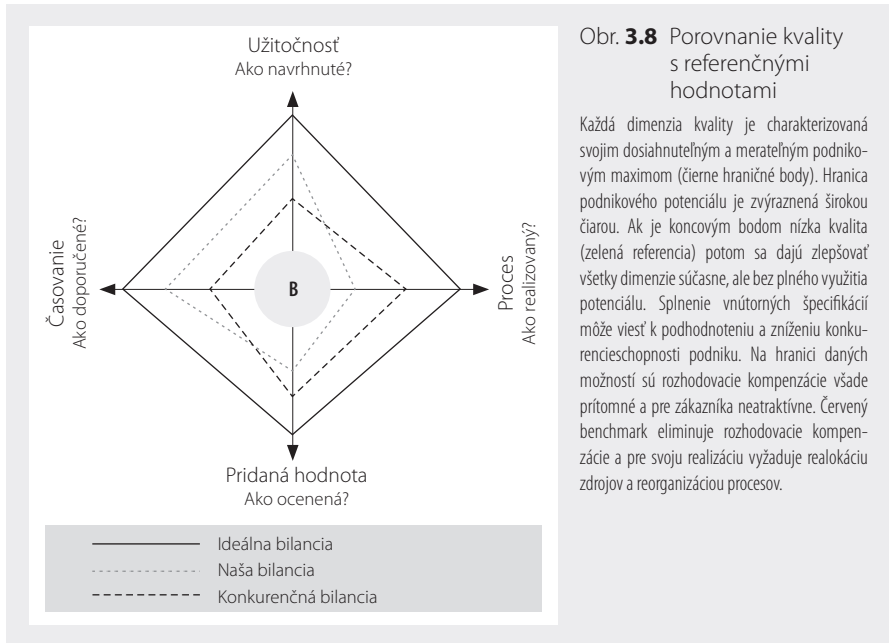 Užitočnosť
Ako navrhnuté?
Časovanie
Ako doporučené?
B
Proces
Ako realizovaný?
Pridaná hodnota
Ako ocenená?
Ideálna bilancia
Naša bilancia
Konkurenčná bilancia
Obr. 3.8 Porovnanie kvality
s referenčnými
hodnotami
Každá dimenzia kvality je charakterizovaná
svojim dosiahnuteľným a merateľným podniko-
vým maximom (čierne hraničné body). Hranica
podnikového potenciálu je zvýraznená širokou
čiarou. Ak je koncovým bodom nízka kvalita
(zelená referencia) potom sa dajú zlepšovať
všetky dimenzie súčasne, ale bez plného využitia
potenciálu. Splnenie vnútorných špecifikácií
môže viesť k podhodnoteniu a zníženiu konku-
rencieschopnosti podniku. Na hranici daných
možností sú rozhodovacie kompenzácie všade
prítomné a pre zákazníka neatraktívne. Červený
benchmark eliminuje rozhodovacie kompen-
zácie a pre svoju realizáciu vyžaduje realokáciu
zdrojov a reorganizáciou procesov.